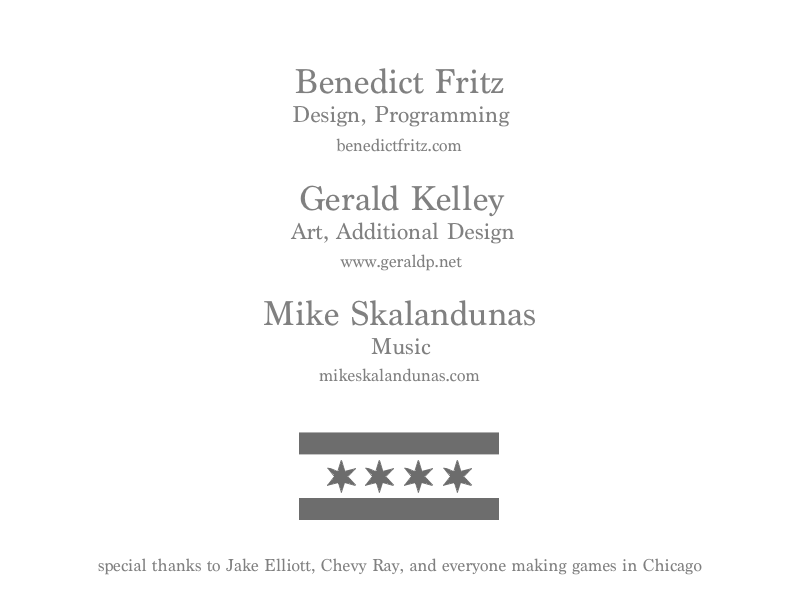 Benedict Fritz
Design, Programming
benedictfritz.com
Gerald Kelley
Art, Additional Design
www.geraldp.net
Mike Skalandunas
Music
mikeskalandunas.com
special thanks to Jake Elliott, Chevy Ray, and everyone making games in Chicago